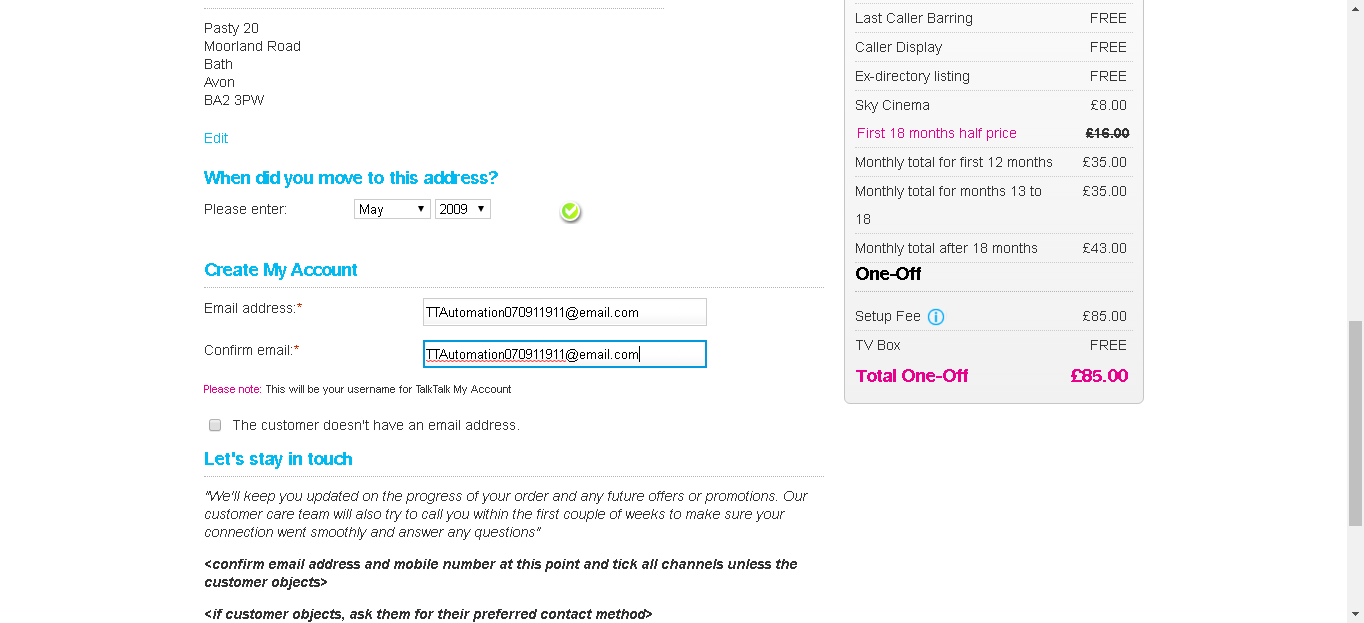 Pasty 20
Moorland Road
Bath
Avon
BA2 3PW
Edit
When did you move to this address?
Please enter: May 2009
Create My Account
Email address:* TTAutomation070911911@email.com
Confirm email:* TTAutomation070911911@email.com
Please note: This will be your username for TalkTalk My Account
The customer doesn't have an email address.
Let's stay in touch
"We'll keep you updated on the progress of your order and any future offers or promotions. Our
customer care team will also try to call you within the first couple of weeks to make sure your
connection went smoothly and answer any questions"
<confirm email address and mobile number at this point and tick all channels unless the
customer objects>
<if customer objects, ask them for their preferred contact method>
Last Caller Barring FREE
Caller Display FREE
Ex-directory listing FREE
Sky Cinema £8.00
First 18 months half price £16.00
Monthly total for first 12 months £35.00
Monthly total for months 13 to £35.00
18
Monthly total after 18 months £43.00
One-Off
Setup Fee i £85.00
TV Box FREE
Total One-Off £85.00